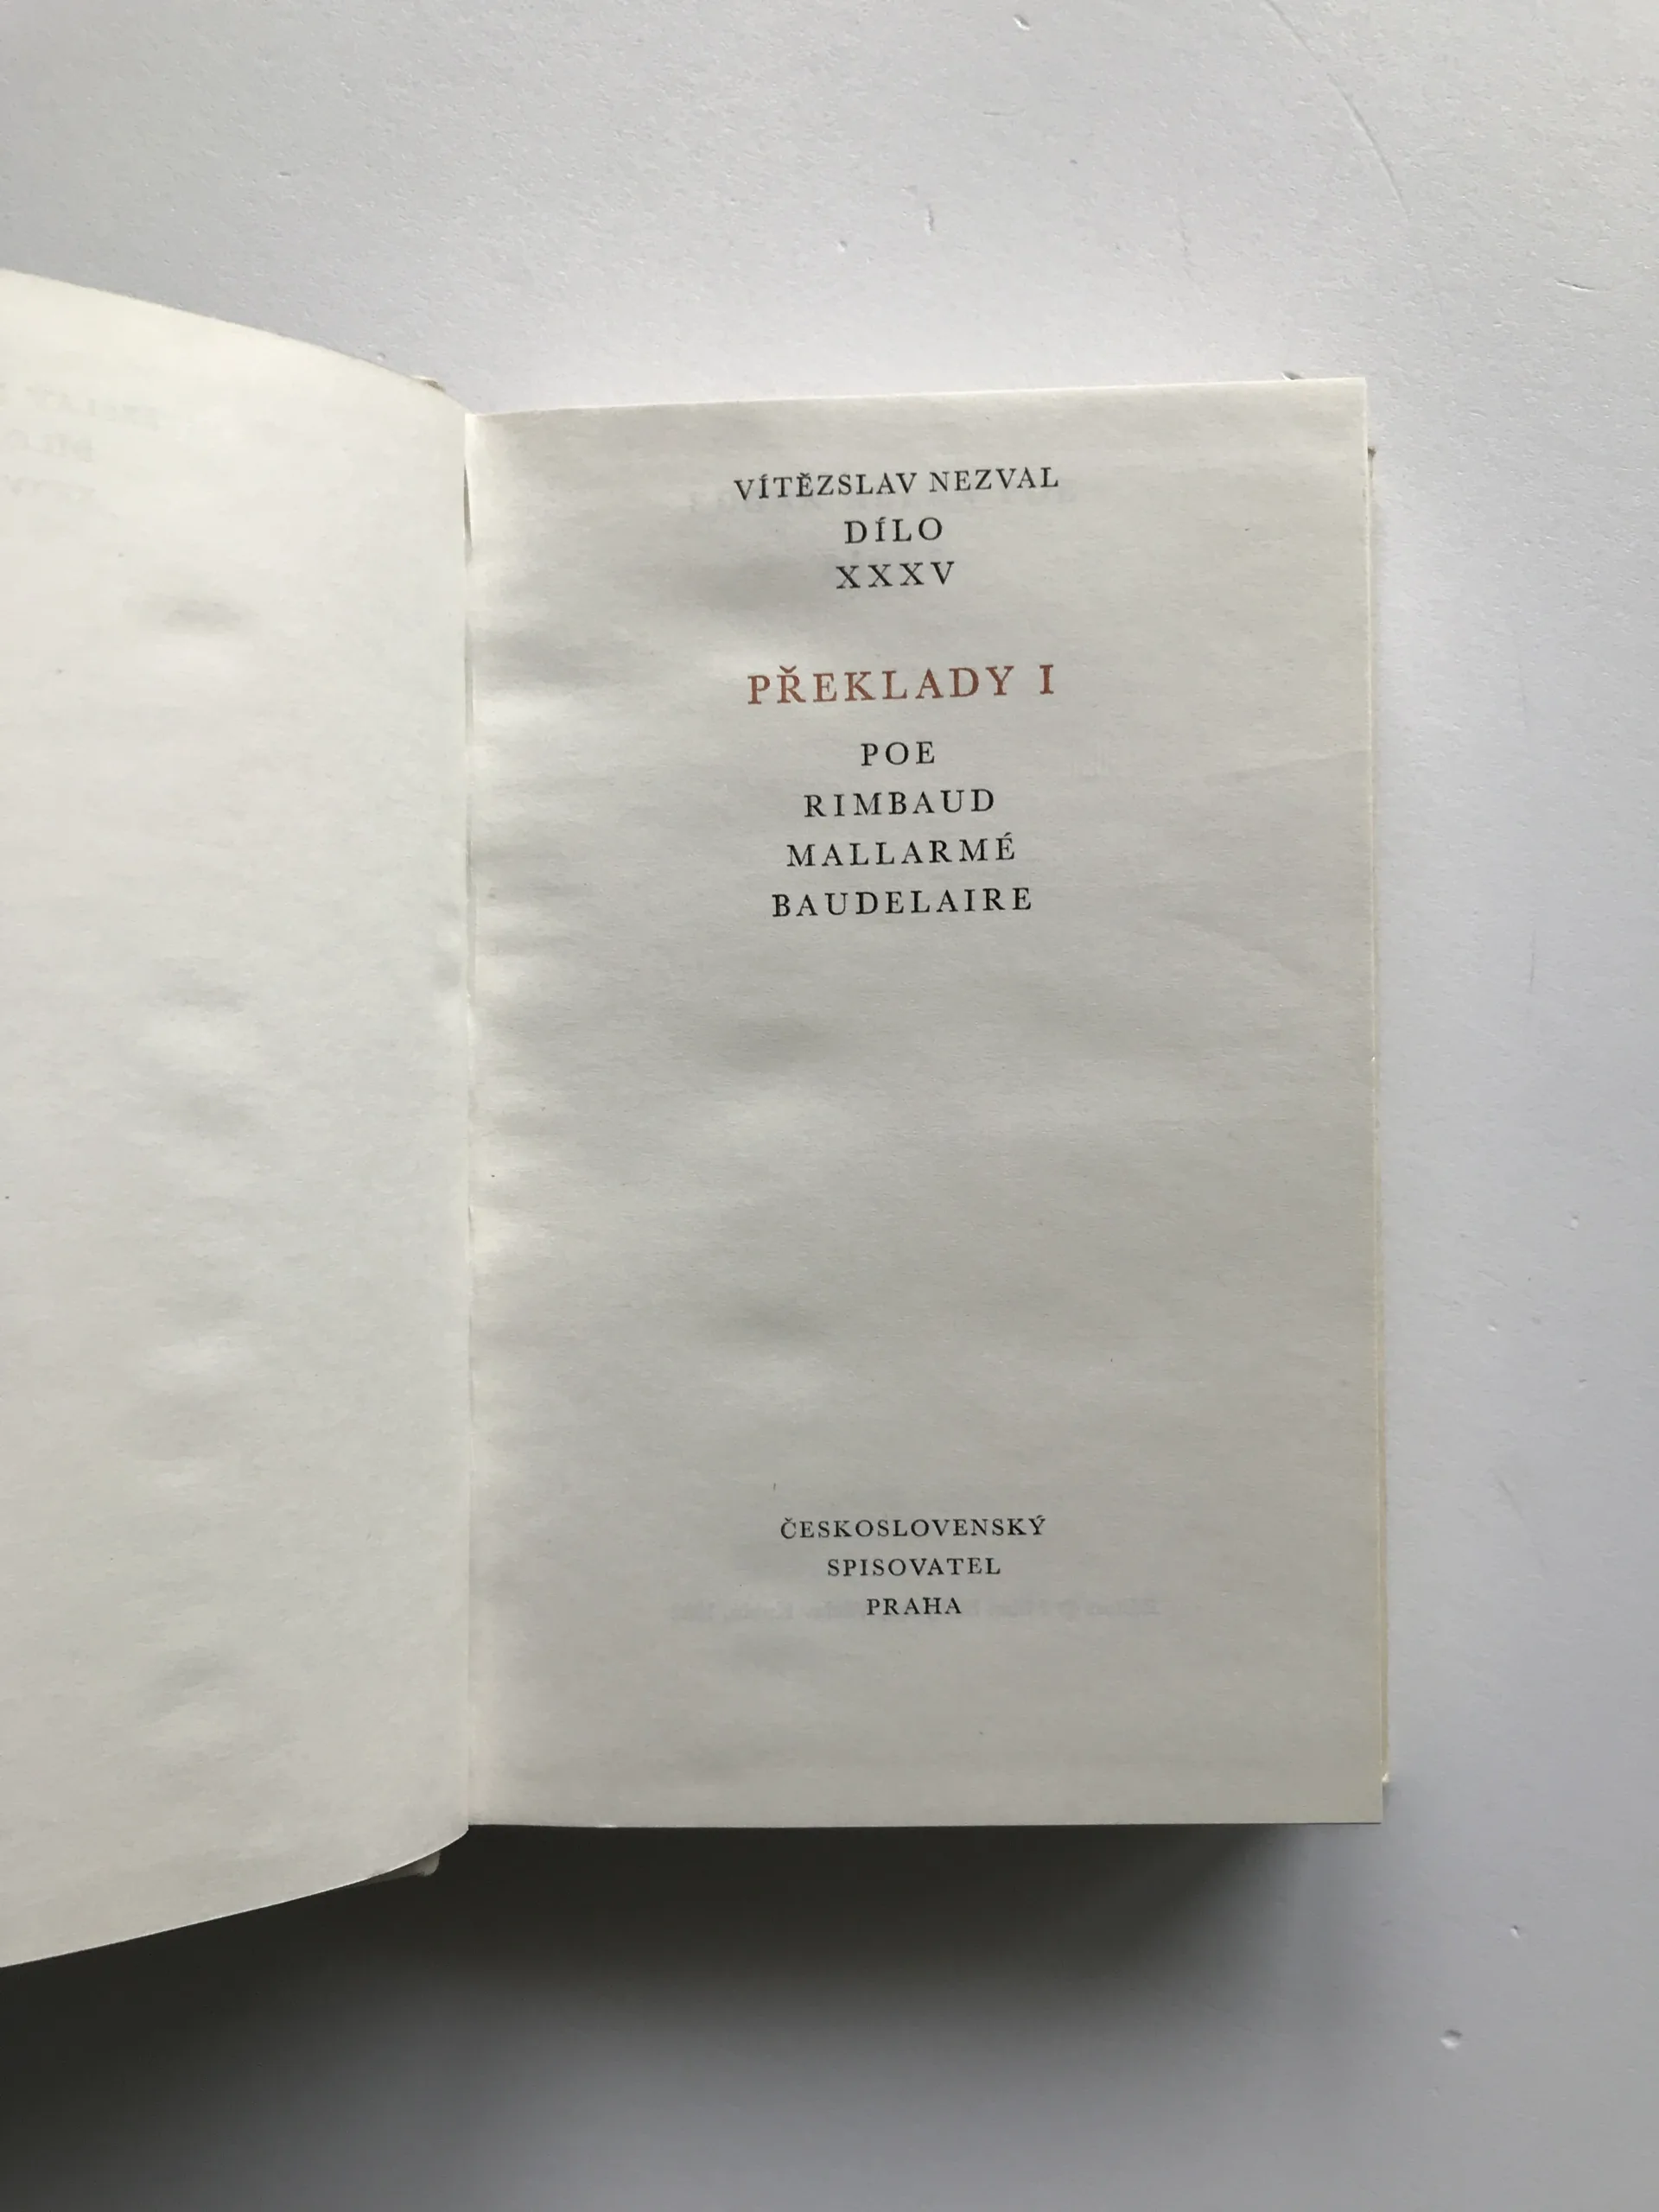 VÍTĚZSLAV NEZVAL
DÍLO
XXXV
PŘEKLADY I
POE
RIMBAUD
MALLARMÉ
BAUDELAIRE
ČESKOSLOVENSKÝ
SPISOVATEL
PRAHA